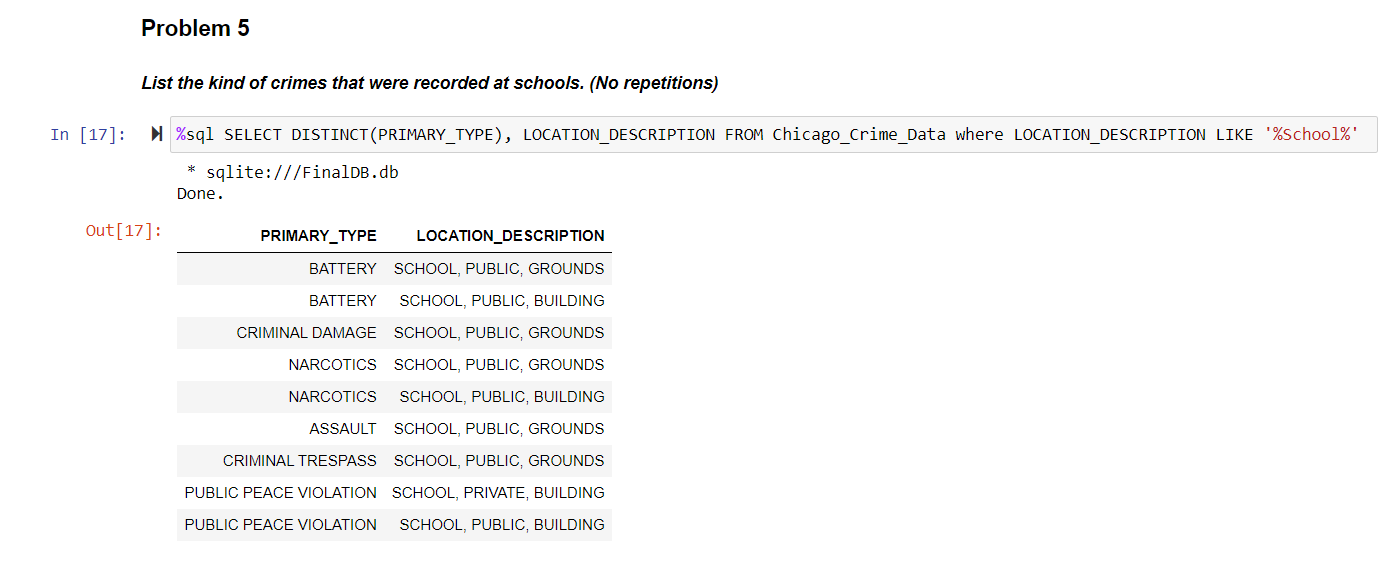 Problem 5
List the kind of crimes that were recorded at schools. (No repetitions)
In [17]: %sql SELECT DISTINCT(PRIMARY_TYPE), LOCATION_DESCRIPTION FROM Chicago_Crime_Data where LOCATION_DESCRIPTION LIKE '%School%'
* sqlite:///FinalDB.db
Done.
Out[17]:
PRIMARY_TYPE LOCATION_DESCRIPTION
BATTERY SCHOOL, PUBLIC, GROUNDS
BATTERY SCHOOL, PUBLIC, BUILDING
CRIMINAL DAMAGE SCHOOL, PUBLIC, GROUNDS
NARCOTICS SCHOOL, PUBLIC, GROUNDS
NARCOTICS SCHOOL, PUBLIC, BUILDING
ASSAULT SCHOOL, PUBLIC, GROUNDS
CRIMINAL TRESPASS SCHOOL, PUBLIC, GROUNDS
PUBLIC PEACE VIOLATION SCHOOL, PRIVATE, BUILDING
PUBLIC PEACE VIOLATION SCHOOL, PUBLIC, BUILDING